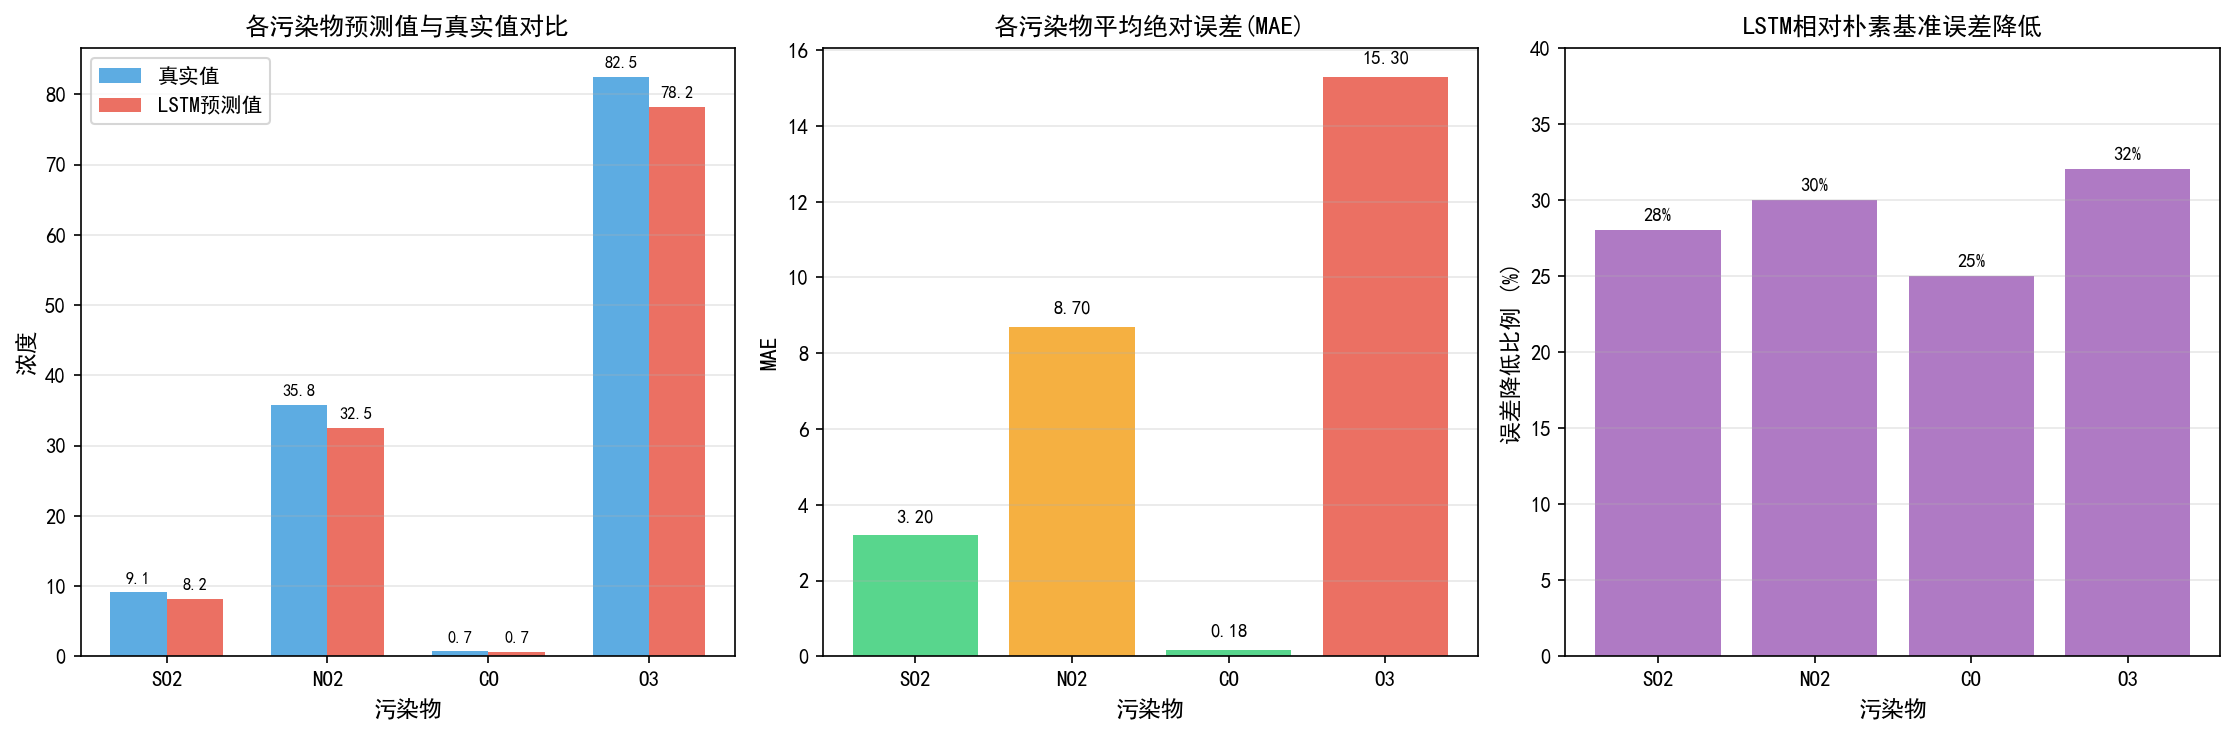 各污染物预测值与真实值对比
真实值
LSTM预测值
浓度
80
70
60
50
40
30
20
10
0
9.1
8.2
35.8
32.5
0.7
0.7
82.5
78.2
SO2
NO2
CO
O3
污染物
各污染物平均绝对误差(MAE)
MAE
16
14
12
10
8
6
4
2
0
3.20
8.70
0.18
15.30
SO2
NO2
CO
O3
污染物
LSTM相对朴素基准误差降低
误差降低比例 (%)
40
35
30
25
20
15
10
5
0
28%
30%
25%
32%
SO2
NO2
CO
O3
污染物